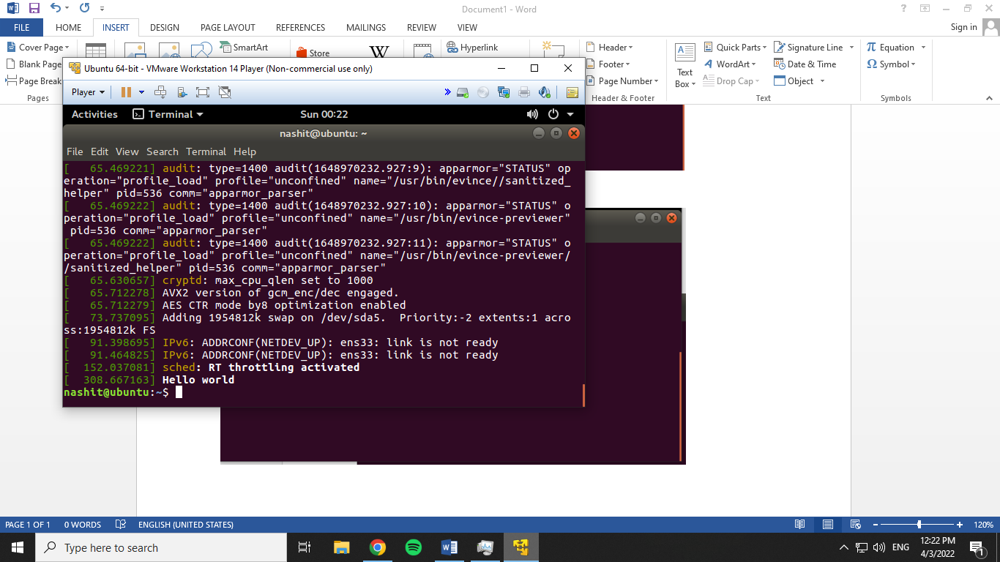 Document1 - Word
FILE HOME INSERT DESIGN PAGE LAYOUT REFERENCES MAILINGS REVIEW VIEW Sign in
Cover Page
Blank Page
Page Break
Pages
SmartArt
Store
W
Hyperlink
Header
Footer
Page Number
Header & Footer
Text
Box
Quick Parts
WordArt
Drop Cap
Signature Line
Date & Time
Object
Text
Equation
Symbol
Symbols
Ubuntu 64-bit - VMware Workstation 14 Player (Non-commercial use only)
Player
Activities Terminal Sun 00:22
nashit@ubuntu: ~
File Edit View Search Terminal Help
[   65.469221] audit: type=1400 audit(1648970232.927:9): apparmor="STATUS" op
eration="profile_load" profile="unconfined" name="/usr/bin/evince//sanitized_
helper" pid=536 comm="apparmor_parser"
[   65.469222] audit: type=1400 audit(1648970232.927:10): apparmor="STATUS" o
peration="profile_load" profile="unconfined" name="/usr/bin/evince-previewer"
 pid=536 comm="apparmor_parser"
[   65.469222] audit: type=1400 audit(1648970232.927:11): apparmor="STATUS" o
peration="profile_load" profile="unconfined" name="/usr/bin/evince-previewer/
/sanitized_helper" pid=536 comm="apparmor_parser"
[   65.630657] cryptd: max_cpu_qlen set to 1000
[   65.712278] AVX2 version of gcm_enc/dec engaged.
[   65.712279] AES CTR mode by8 optimization enabled
[   73.737095] Adding 1954812k swap on /dev/sda5.  Priority:-2 extents:1 acro
ss:1954812k FS
[   91.398695] IPv6: ADDRCONF(NETDEV_UP): ens33: link is not ready
[   91.464825] IPv6: ADDRCONF(NETDEV_UP): ens33: link is not ready
[  152.037081] sched: RT throttling activated
[  308.667163] Hello world
nashit@ubuntu:~$
PAGE 1 OF 1 0 WORDS ENGLISH (UNITED STATES) 120%
Type here to search
ENG
12:22 PM
4/3/2022
1